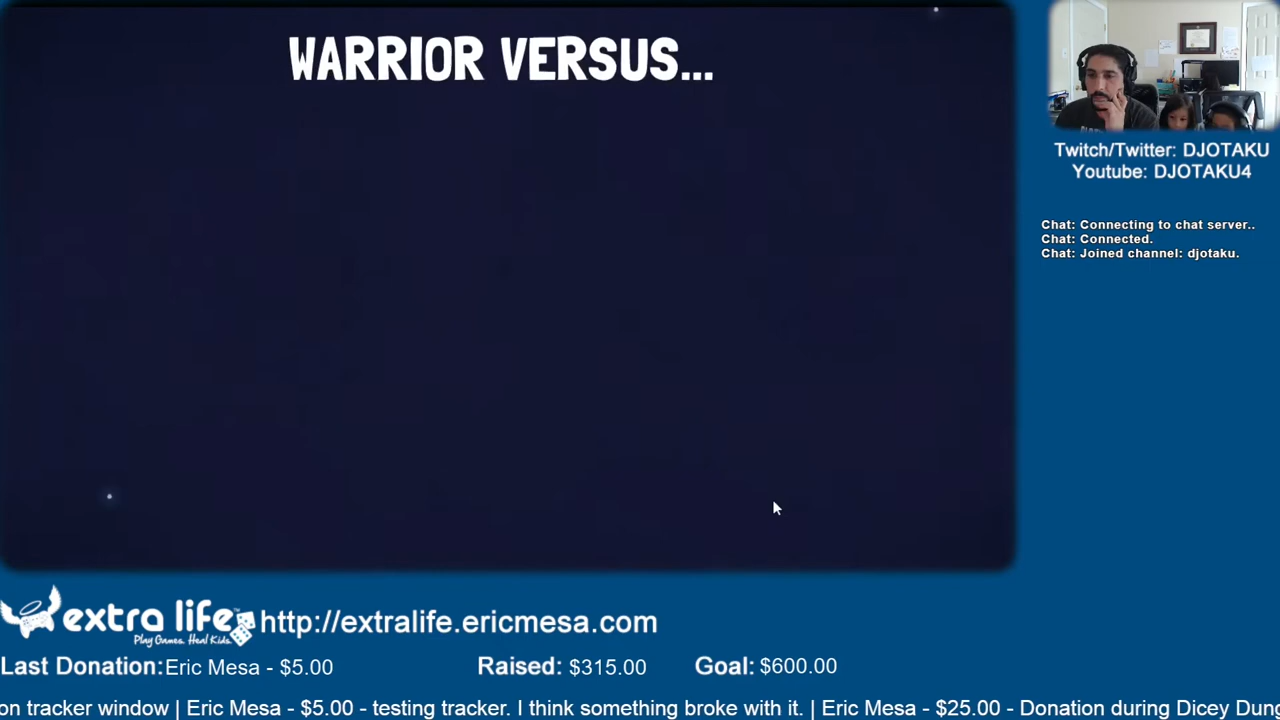 WARRIOR VERSUS...
Twitch/Twitter: DJOTAKU
Youtube: DJOTAKU4
Chat: Connecting to chat server..
Chat: Connected.
Chat: Joined channel: djotaku.
extra life
Play Games. Heal Kids.
http://extralife.ericmesa.com
Last Donation: Eric Mesa - $5.00
Raised: $315.00
Goal: $600.00
on tracker window | Eric Mesa - $5.00 - testing tracker. I think something broke with it. | Eric Mesa - $25.00 - Donation during Dicey Dung